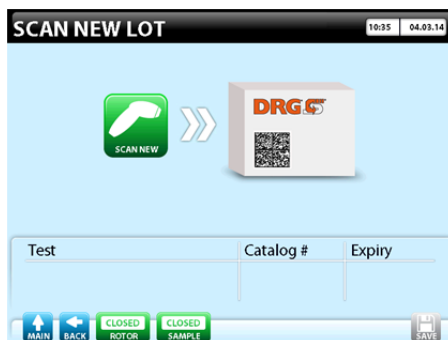 SCAN NEW LOT
10:35 04.03.14
SCAN NEW
DRG
Test Catalog # Expiry
MAIN BACK CLOSED ROTOR CLOSED SAMPLE SAVE